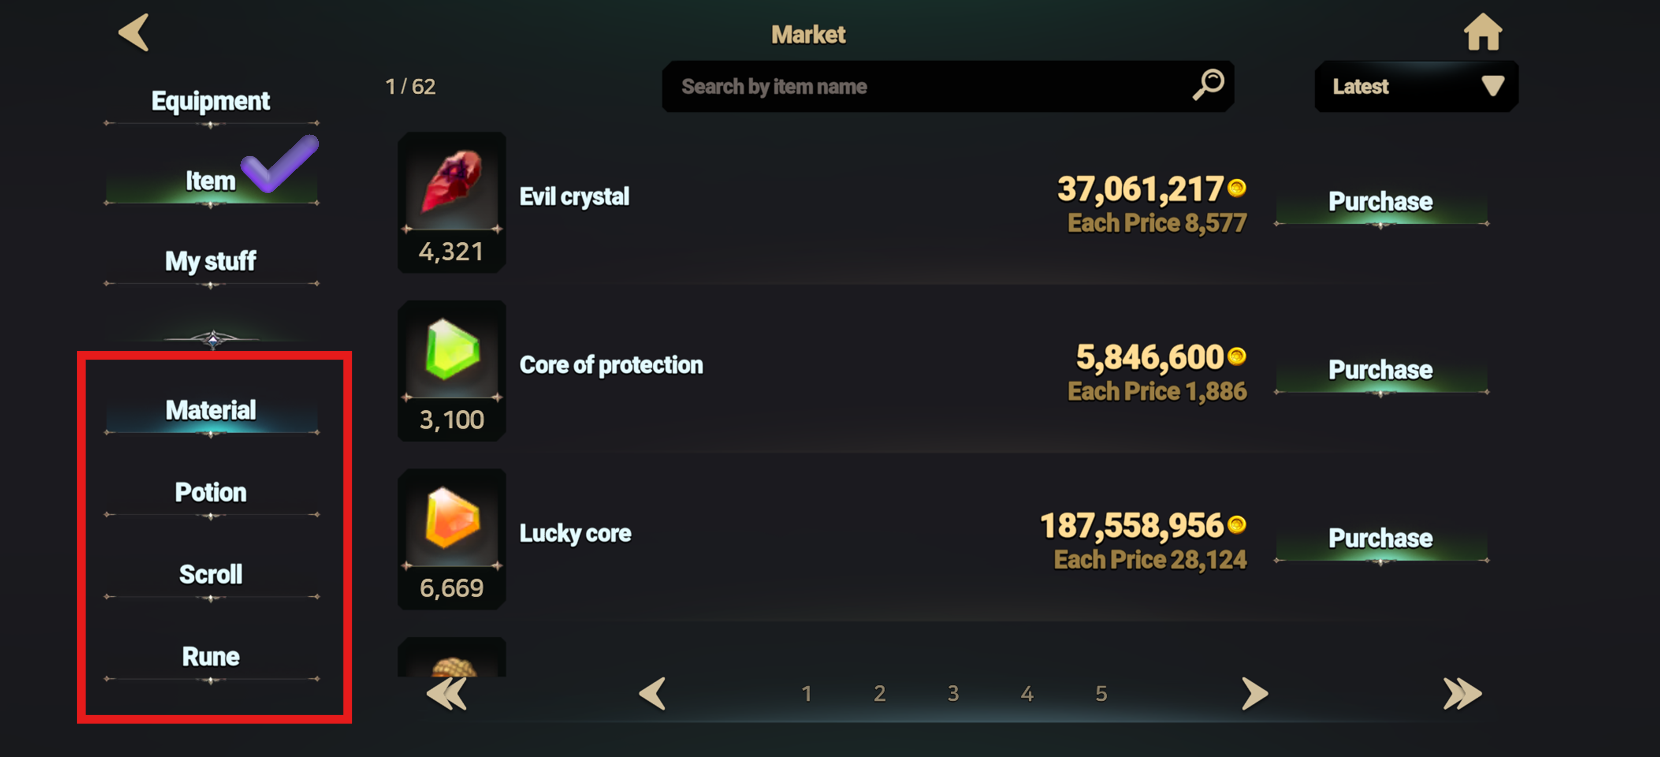 Market
Equipment
1 / 62
Search by item name
Latest
Item
My stuff
Material
Potion
Scroll
Rune
Evil crystal
4,321
37,061,217
Each Price 8,577
Purchase
Core of protection
3,100
5,846,600
Each Price 1,886
Purchase
Lucky core
6,669
187,558,956
Each Price 28,124
Purchase
1 2 3 4 5